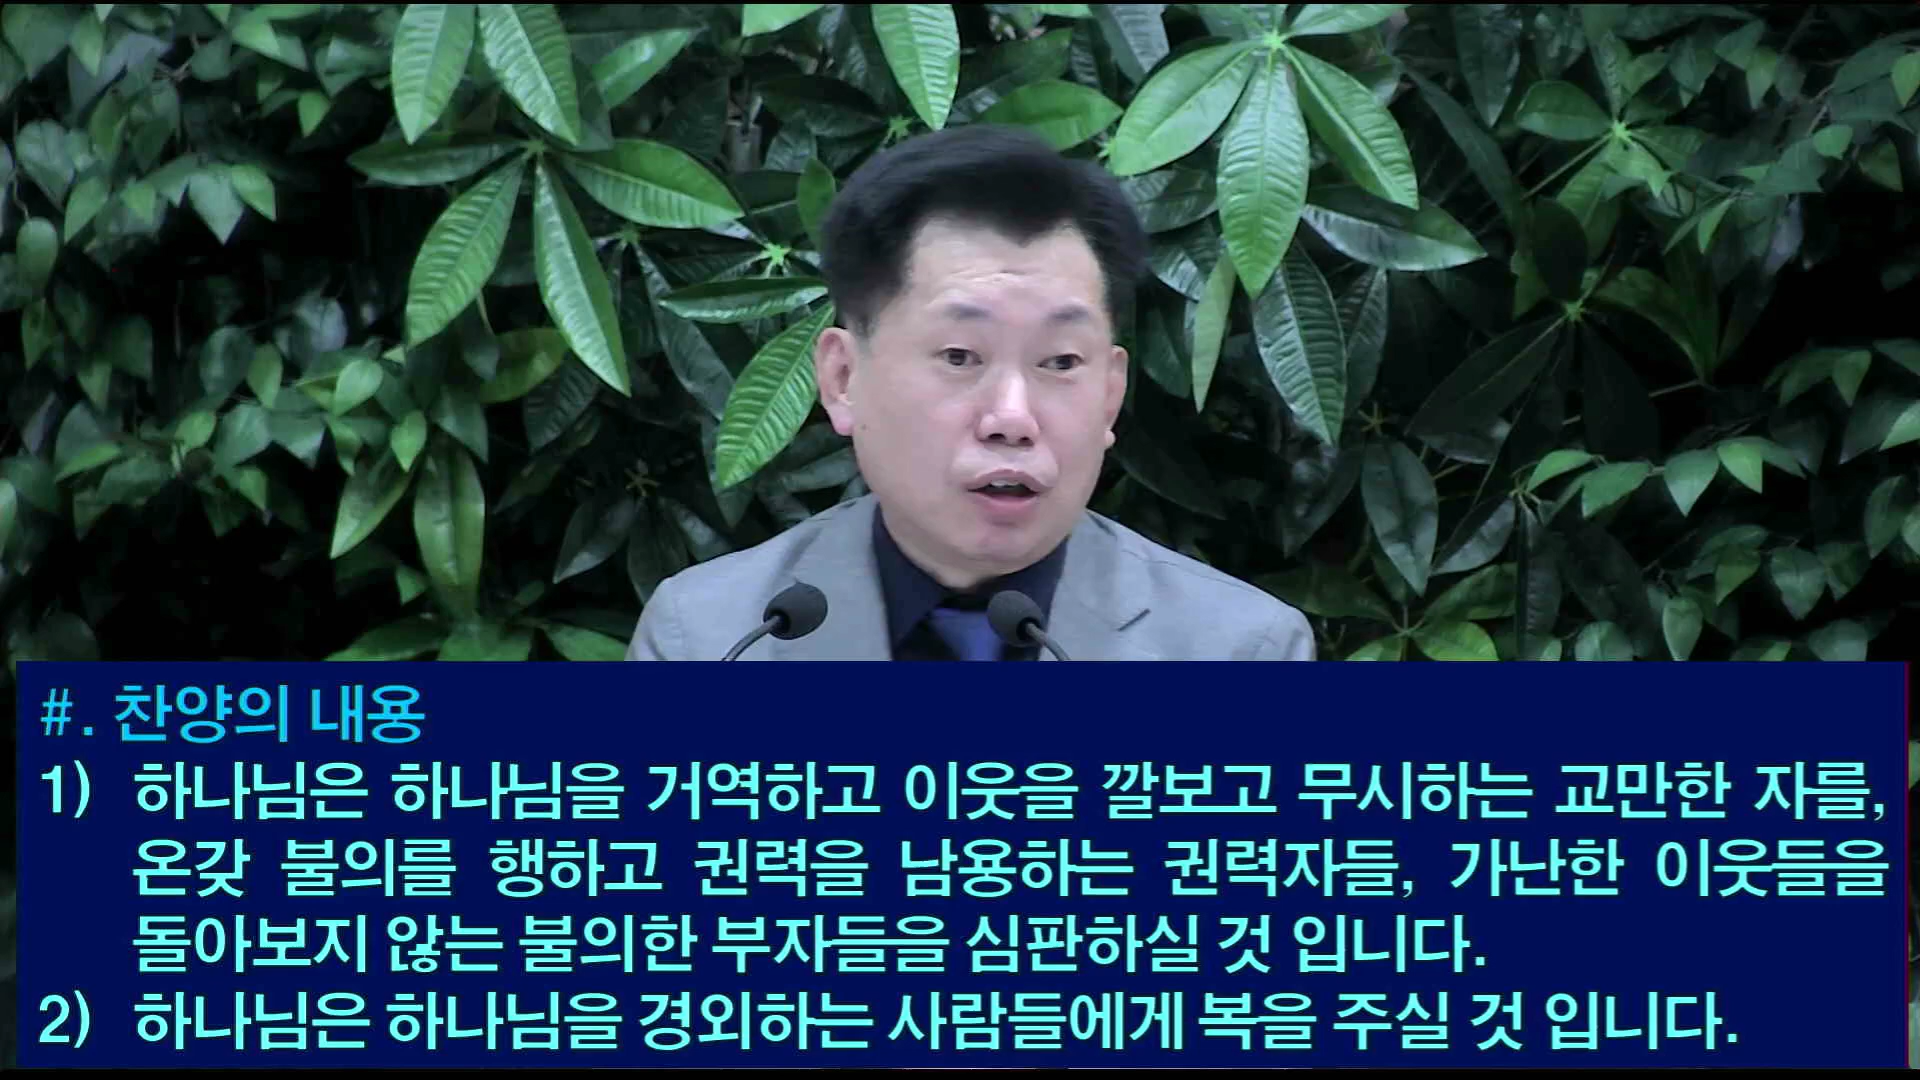 #. 찬양의 내용
1) 하나님은 하나님을 거역하고 이웃을 깔보고 무시하는 교만한 자를,
온갖 불의를 행하고 권력을 남용하는 권력자들, 가난한 이웃들을
돌아보지 않는 불의한 부자들을 심판하실 것 입니다.
2) 하나님은 하나님을 경외하는 사람들에게 복을 주실 것 입니다.